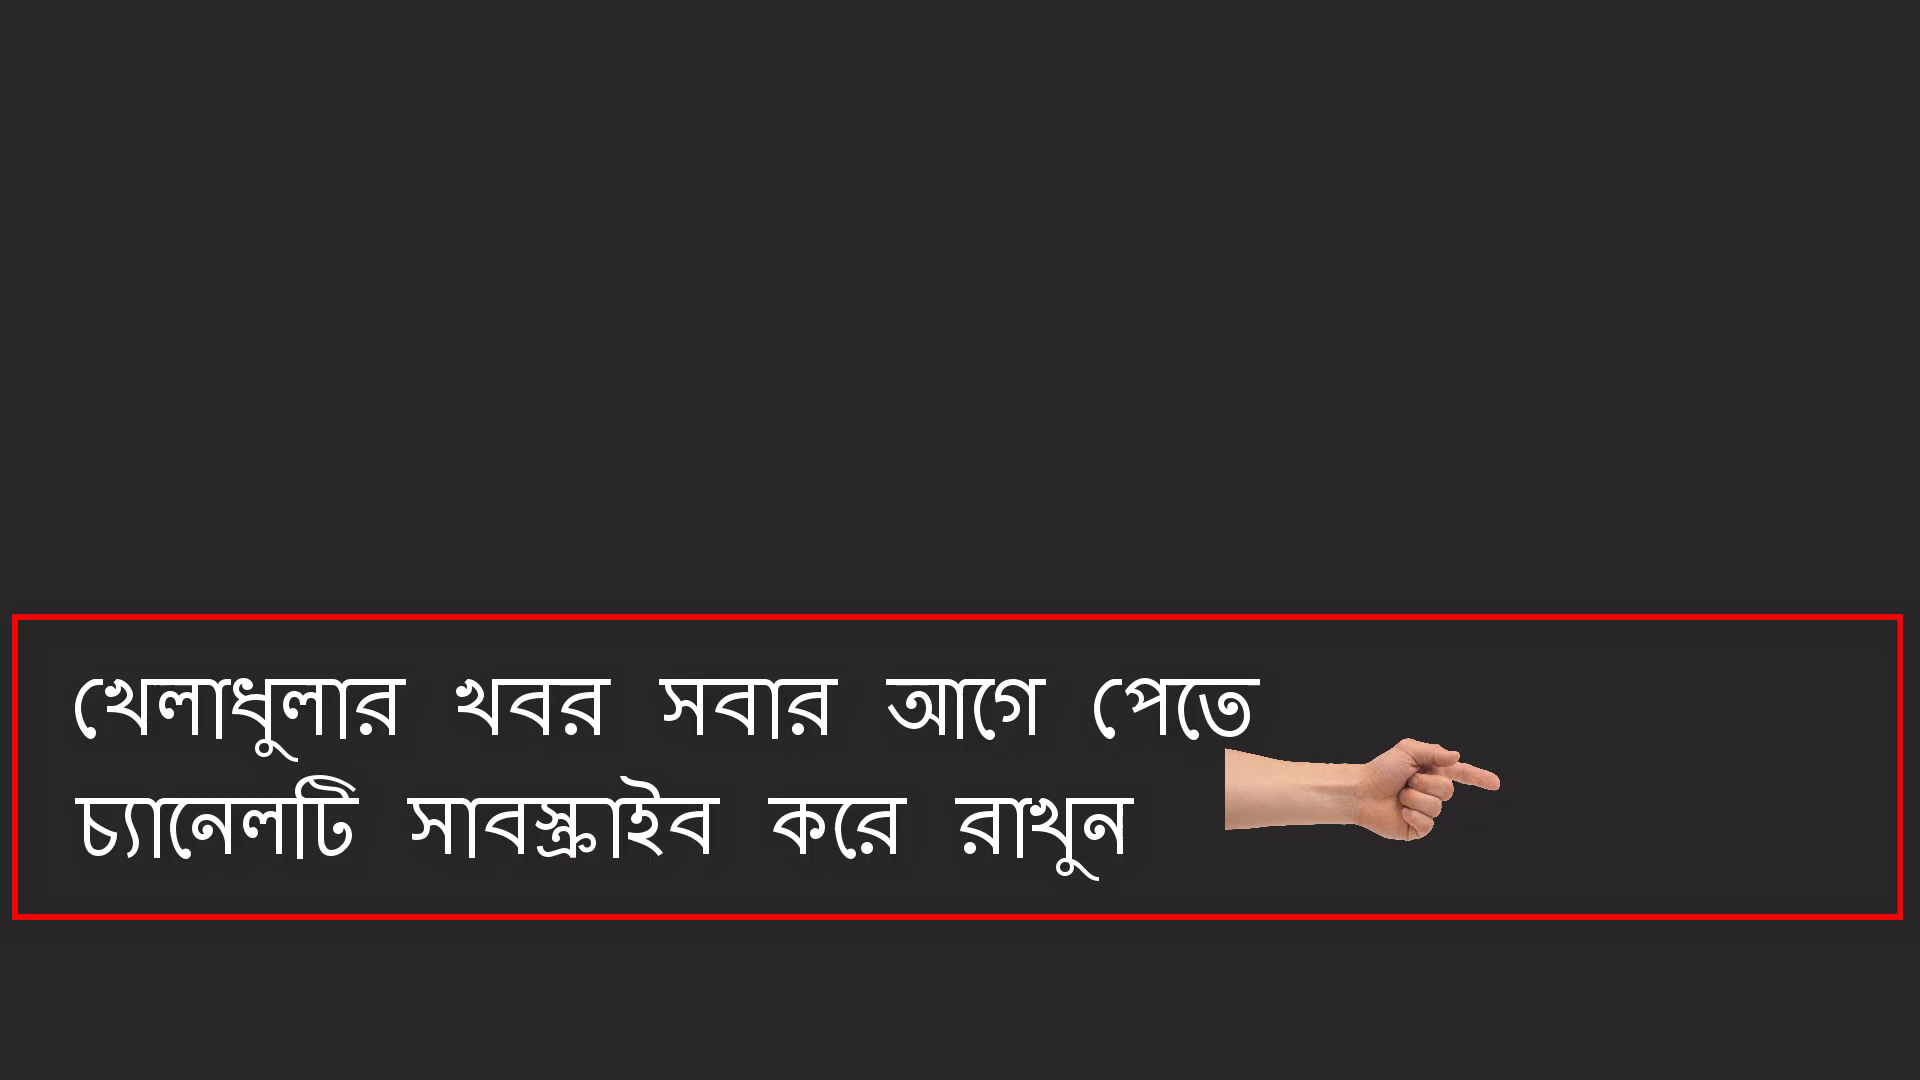 খেলাধুলার খবর সবার আগে পেতে
চ্যানেলটি সাবস্ক্রাইব করে রাখুন